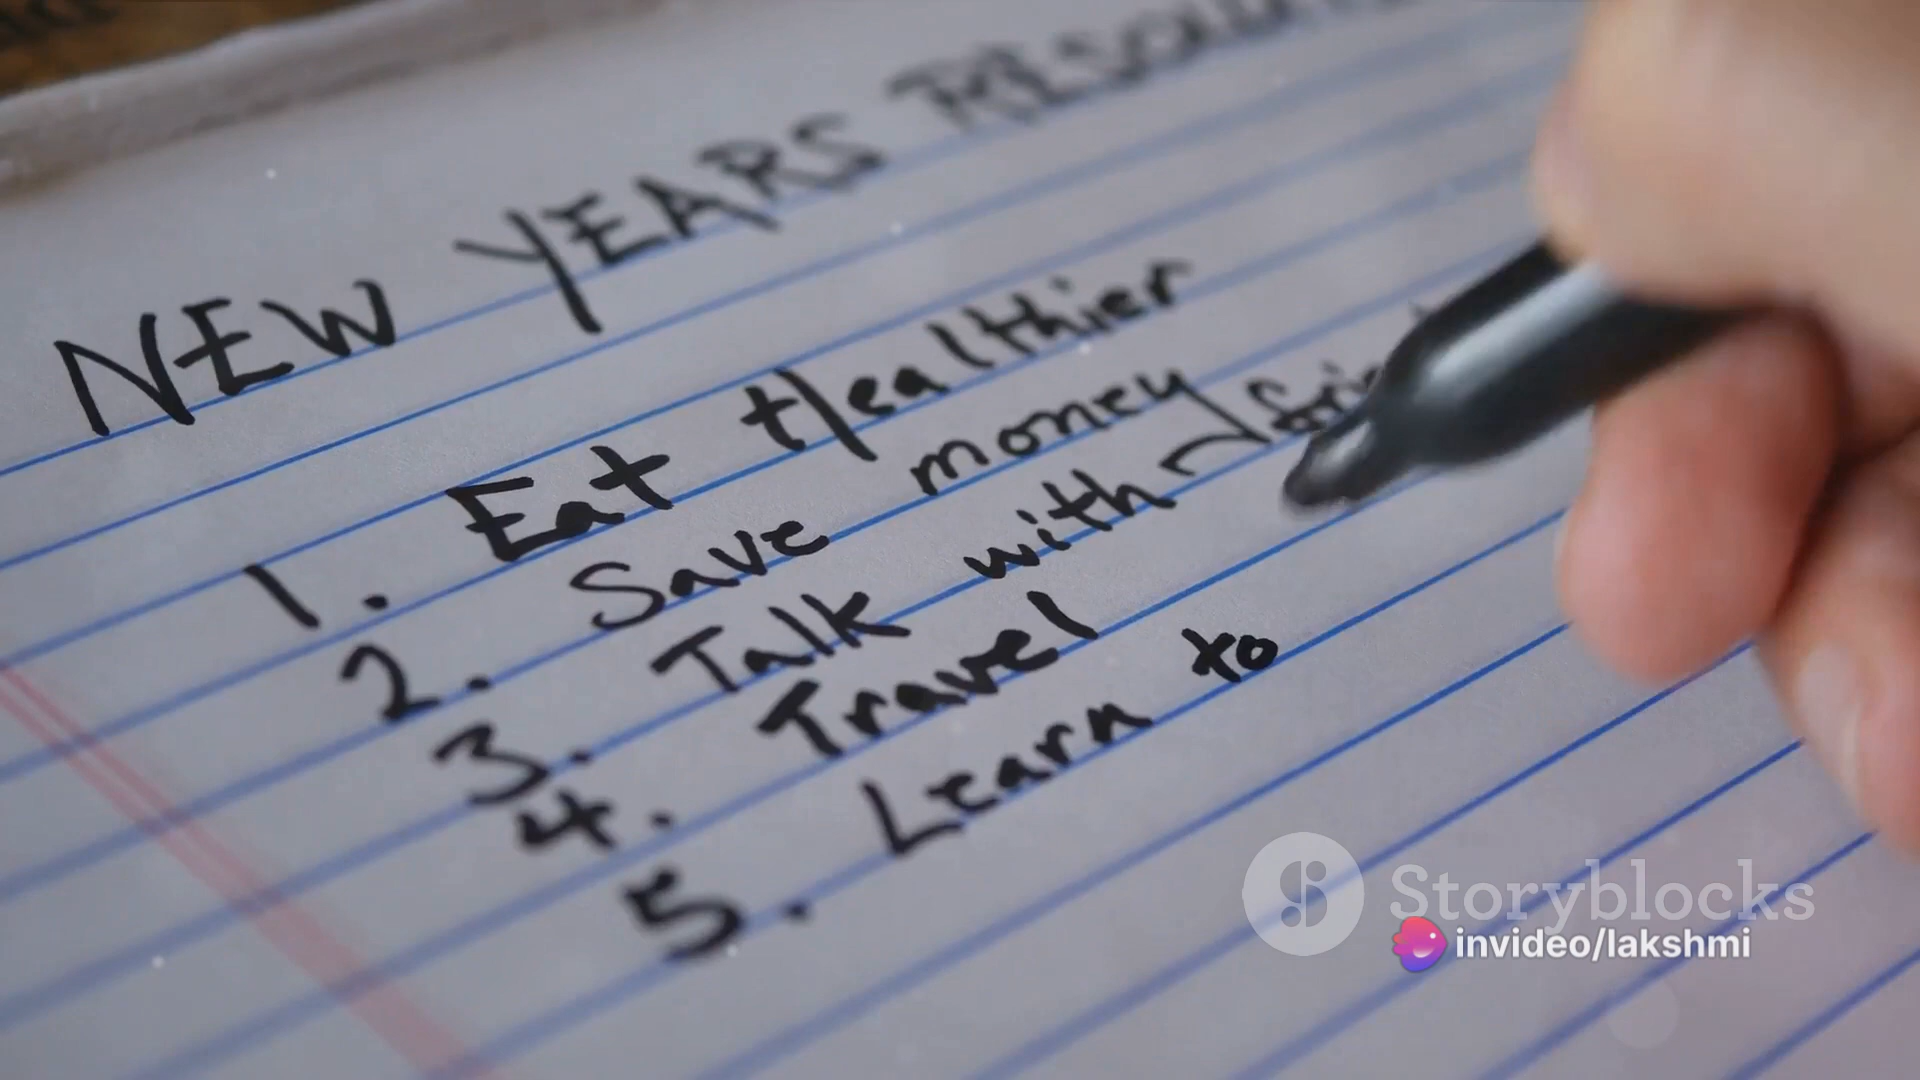 NEW YEARS
1. Eat Healthier
2. Save money
3. Talk with
4. Travel
5. Learn to
Storyblocks
invideo/lakshmi